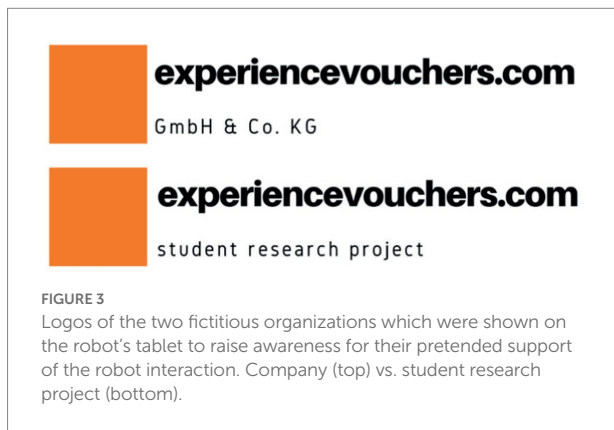 experiencevouchers.com
GmbH & Co. KG
experiencevouchers.com
student research project
FIGURE 3
Logos of the two fictitious organizations which were shown on
the robot's tablet to raise awareness for their pretended support
of the robot interaction. Company (top) vs. student research
project (bottom).